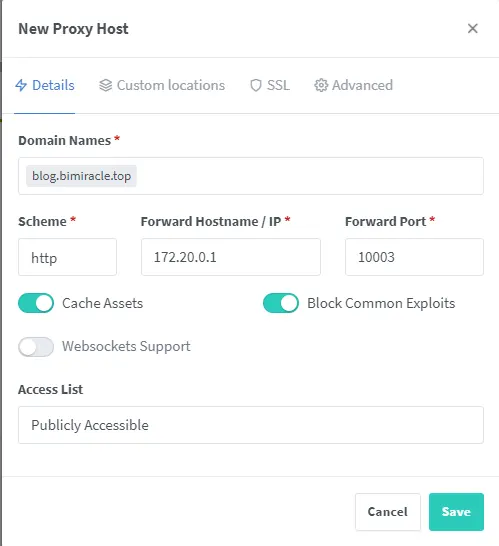 New Proxy Host
Details Custom locations SSL Advanced
Domain Names *
blog.bimiracle.top
Scheme * Forward Hostname / IP * Forward Port *
http 172.20.0.1 10003
Cache Assets Block Common Exploits
Websockets Support
Access List
Publicly Accessible
Cancel Save